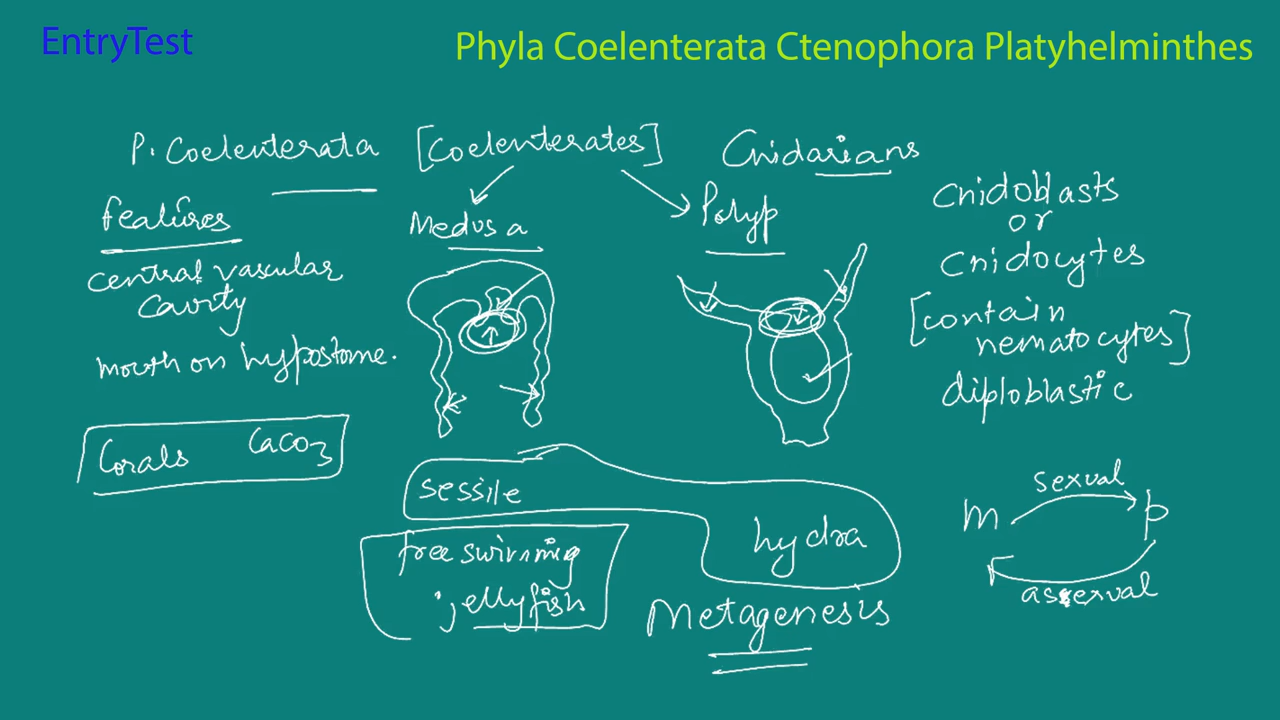 EntryTest
Phyla Coelenterata Ctenophora Platyhelminthes
P. Coelenterata [Coelenterates] Cnidarians
Medusa
Polyp
features
central vascular
cavity
mouth on hypostome.
Corals CaCO3
Cnidoblasts
or
Cnidocytes
[contain
nematocytes]
diploblastic
sessile
hydra
free swimming
jellyfish
Metagenesis
sexual
m p
asexual